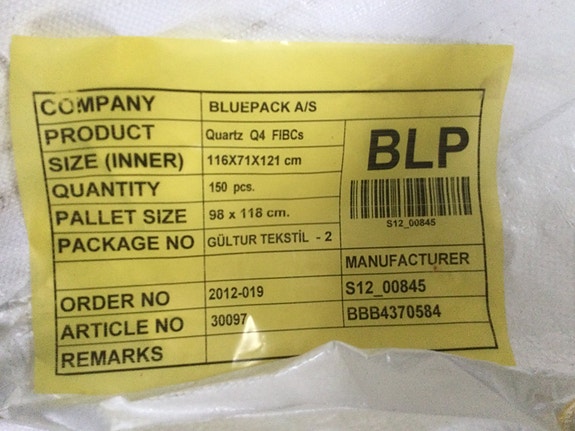 COMPANY BLUEPACK A/S
PRODUCT Quartz Q4 FIBCs
SIZE (INNER) 116X71X121 cm
QUANTITY 150 pcs.
PALLET SIZE 98 x 118 cm.
PACKAGE NO GÜLTUR TEKSTİL - 2
BLP
S12_00845
MANUFACTURER
ORDER NO 2012-019 S12_00845
ARTICLE NO 30097 BBB4370584
REMARKS